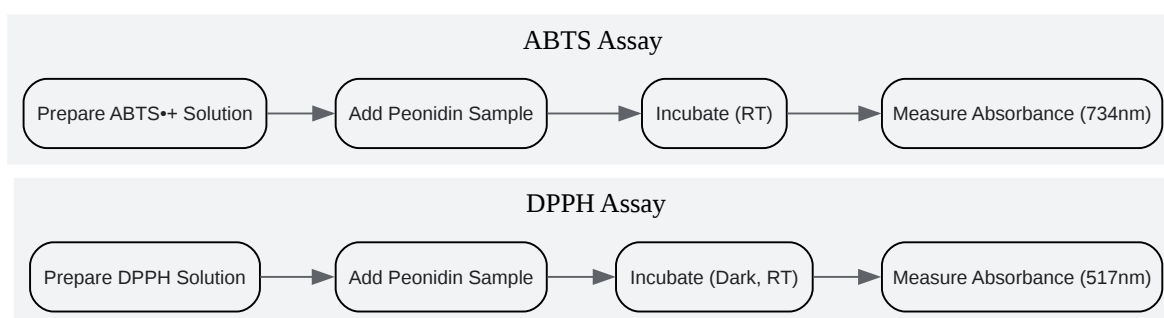 ABTS Assay
Prepare ABTS•+ Solution
Add Peonidin Sample
Incubate (RT)
Measure Absorbance (734nm)
DPPH Assay
Prepare DPPH Solution
Add Peonidin Sample
Incubate (Dark, RT)
Measure Absorbance (517nm)